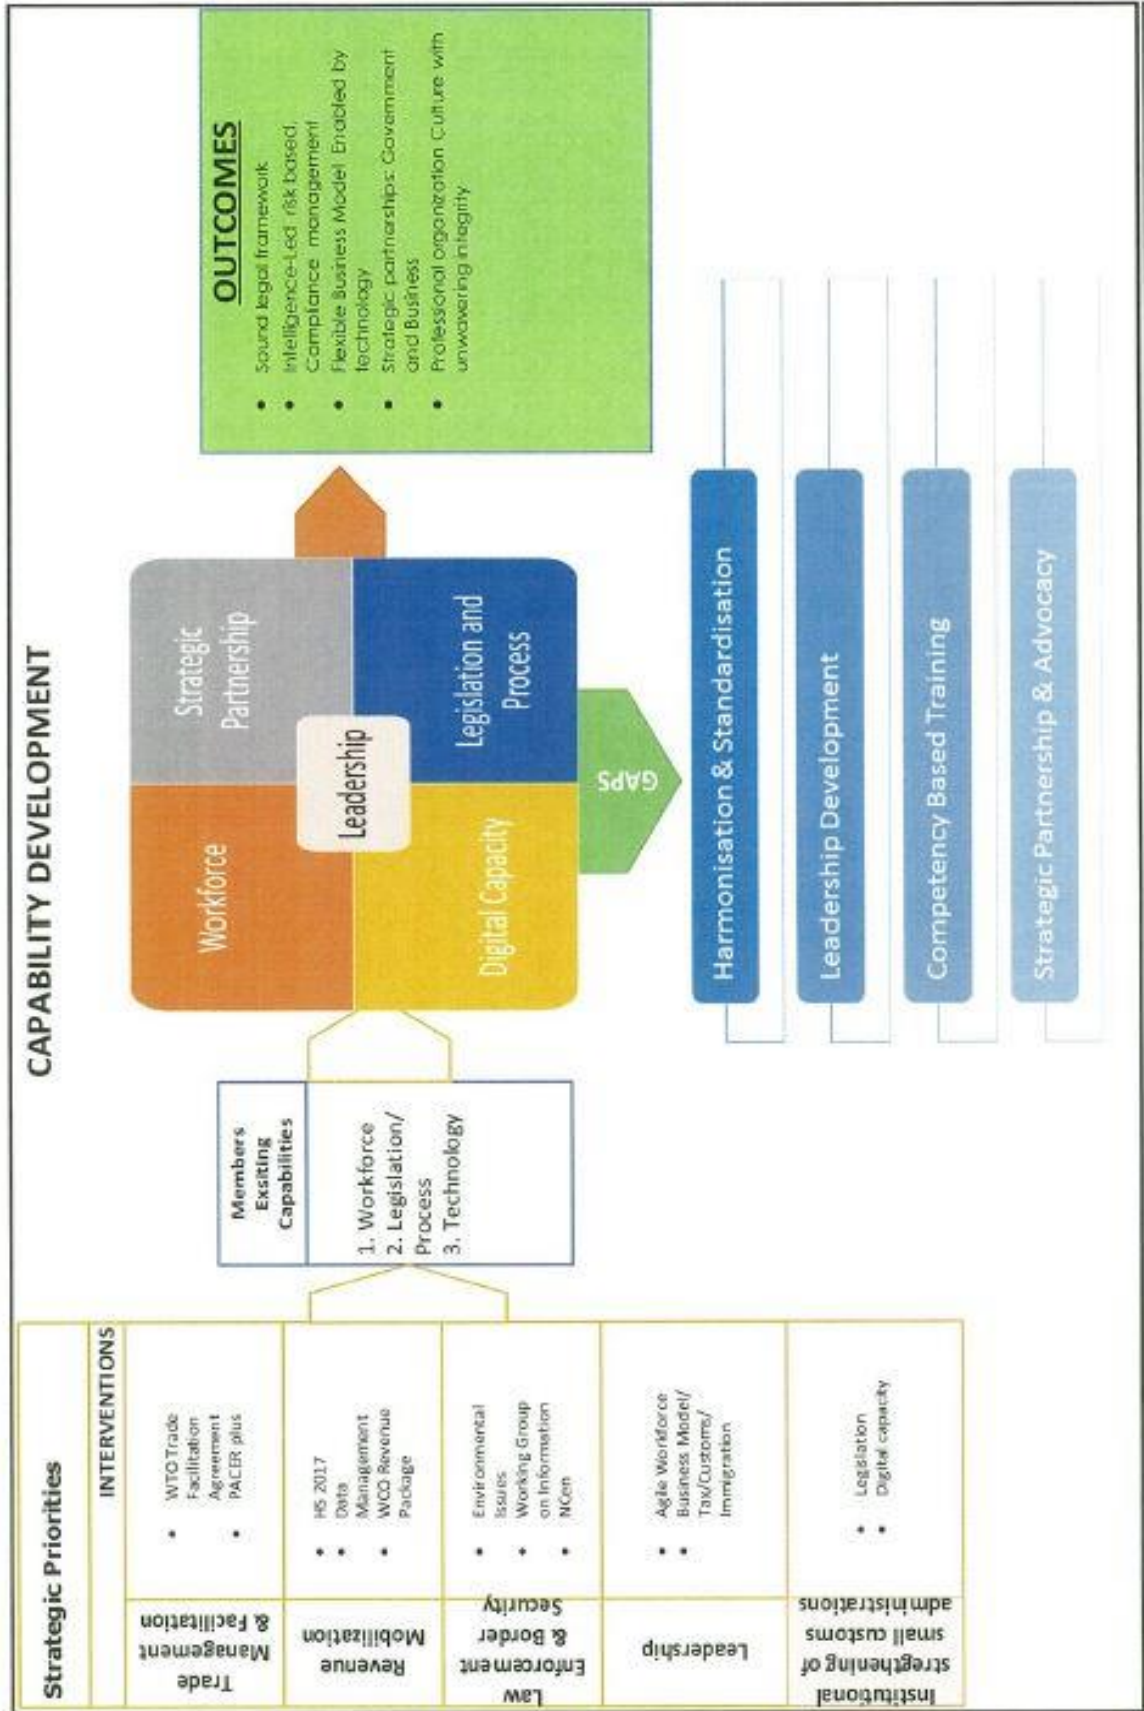 CAPABILITY DEVELOPMENT
Strategic Priorities
INTERVENTIONS
Trade
Management
& Facilitation
• WTO Trade
Facilitation
Agreement
• PACER plus
Revenue
Mobilization
• HS 2017
• Data
Management
• WCO Revenue
Package
Law
Enforcement
& Border
Security
• Environmental
Issues
• Working Group
on Information
• NCen
Leadership
• Agile Workforce
• Business Model/
Tax/Customs/
Immigration
Institutional
stregthening of
small customs
administrations
• Legislation
• Digital capacity
Members
Exsiting
Capabilities
1. Workforce
2. Legislation/
Process
3. Technology
Workforce
Strategic
Partnership
Leadership
Digital Capacity
Legislation and
Process
GAPS
OUTCOMES
• Sound legal framework
• Intelligence-Led risk based,
Compliance management
• Flexible Business Model Enabled by
technology
• Strategic partnerships: Government
and Business
• Professional organization Culture with
unwavering integrity
Harmonisation & Standardisation
Leadership Development
Competency Based Training
Strategic Partnership & Advocacy